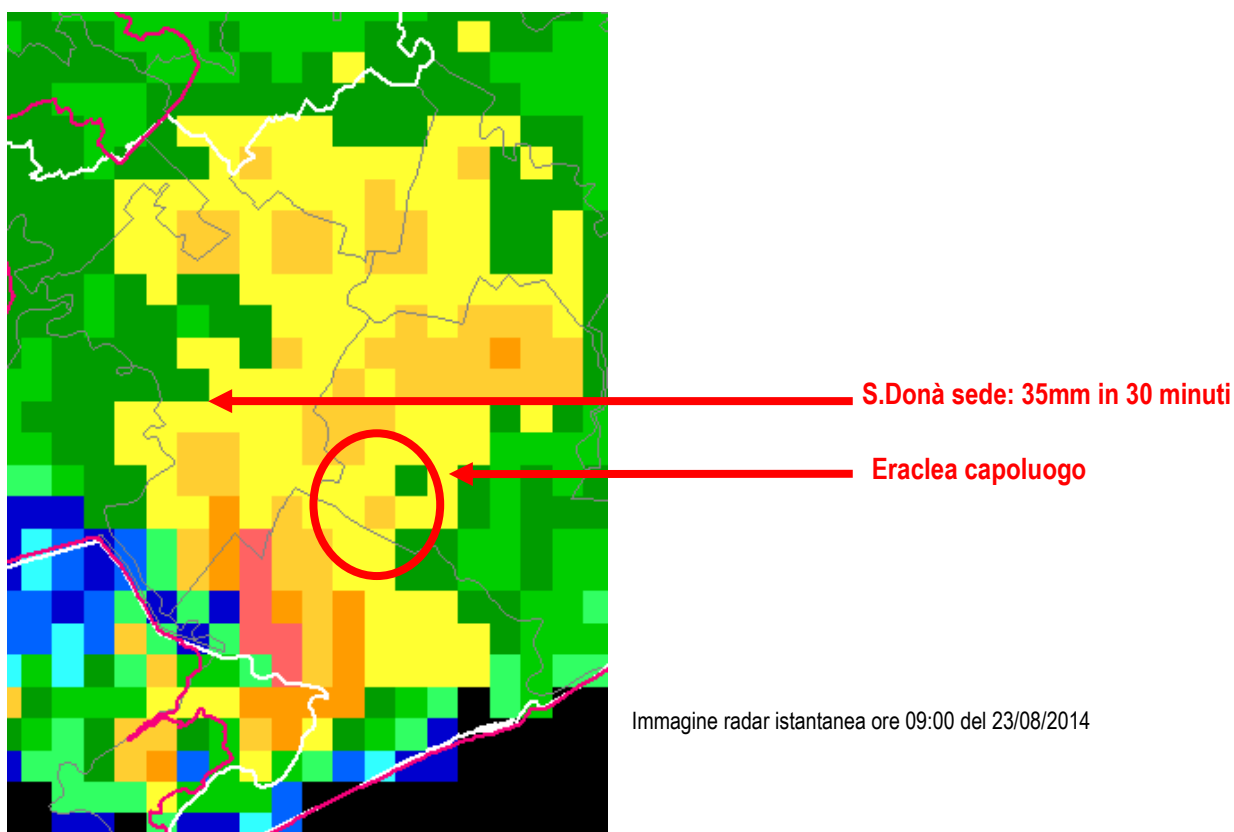 S.Donà sede: 35mm in 30 minuti
Eraclea capoluogo
Immagine radar istantanea ore 09:00 del 23/08/2014